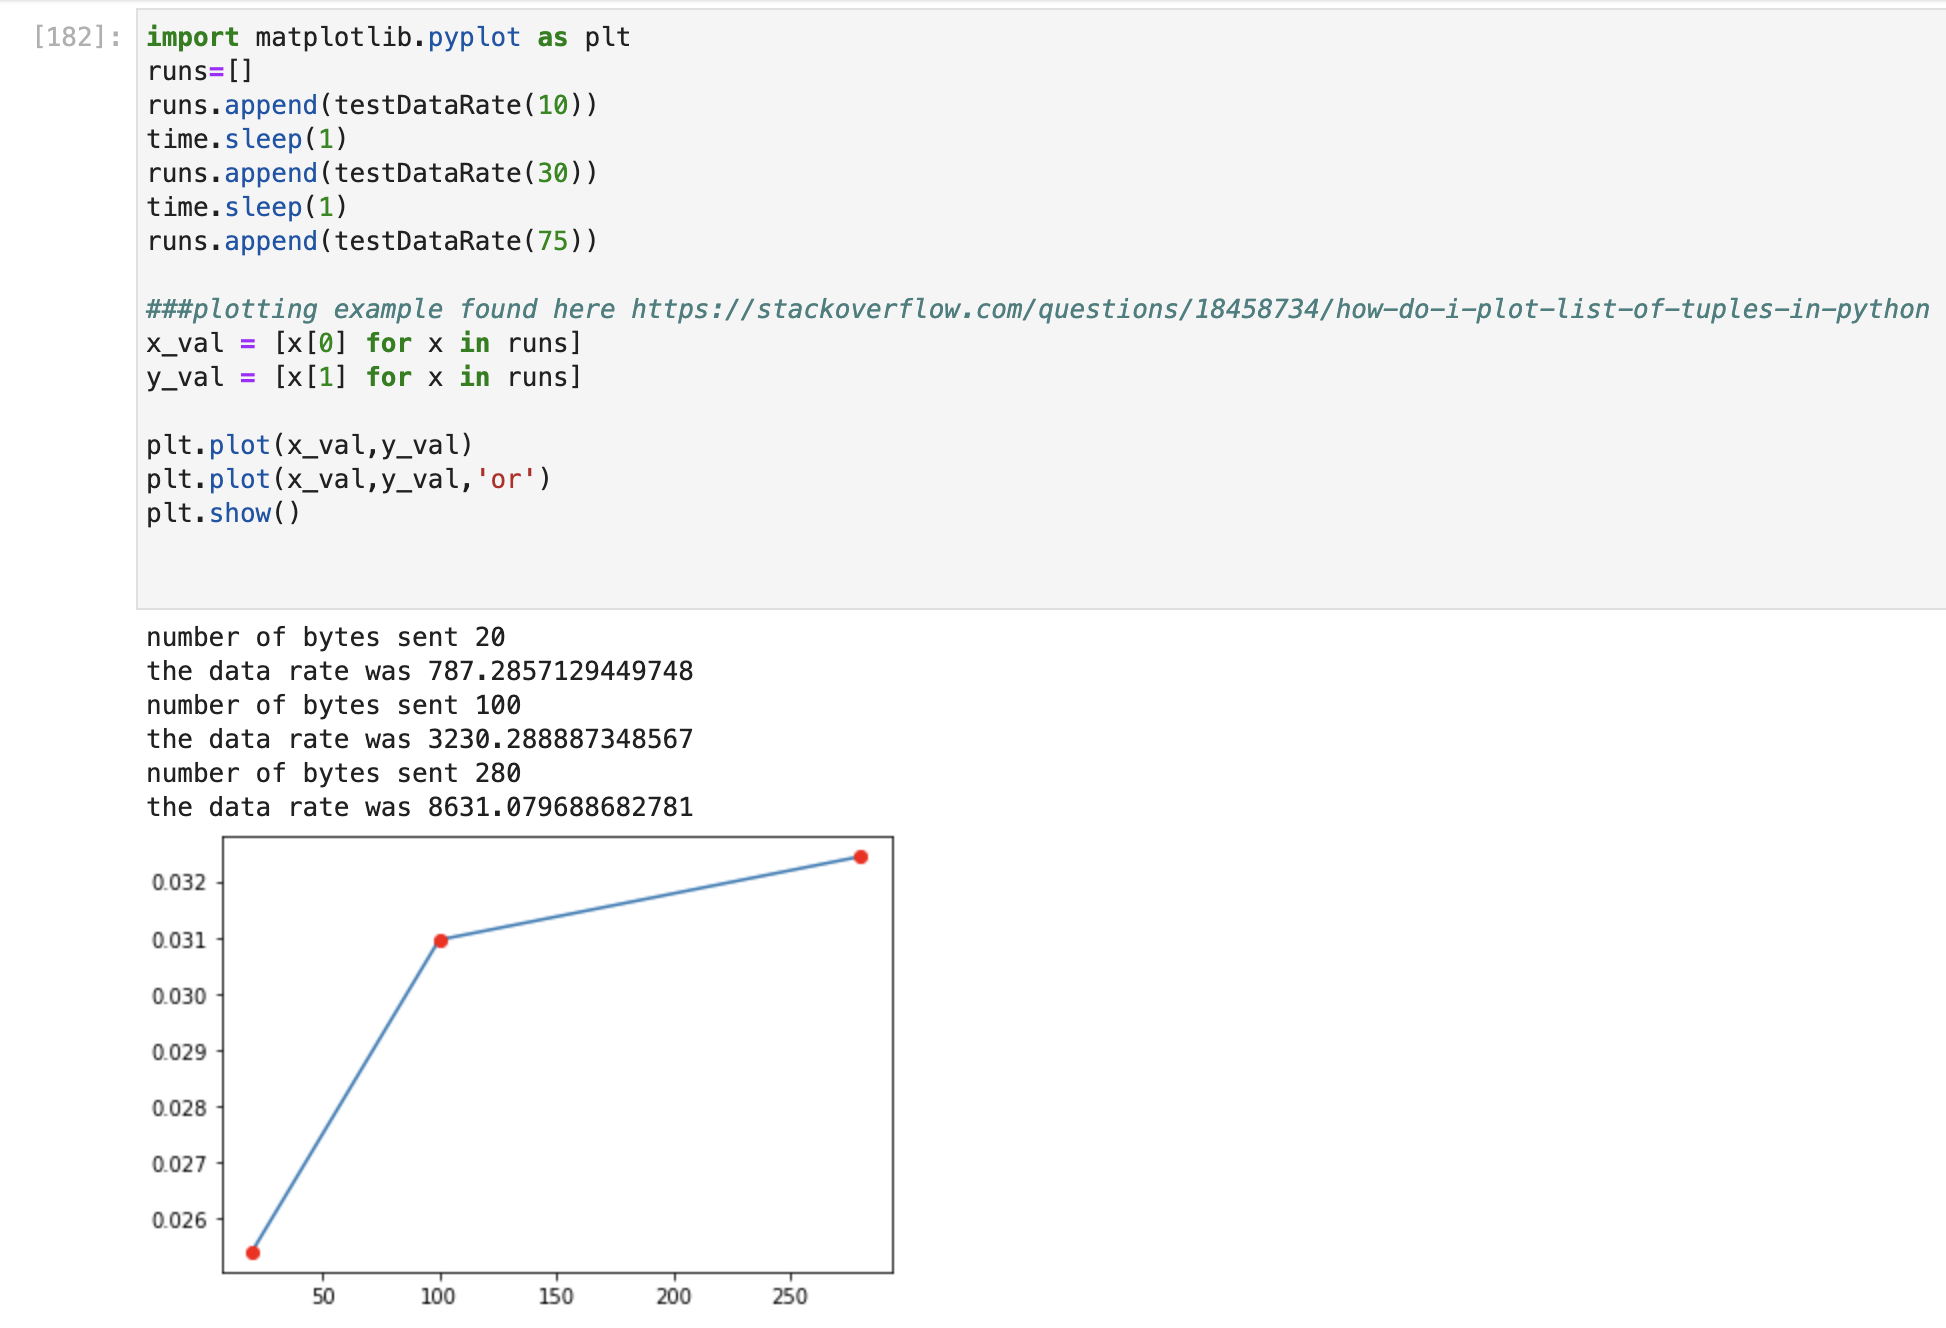 [182]:
import matplotlib.pyplot as plt
runs=[]
runs.append(testDataRate(10))
time.sleep(1)
runs.append(testDataRate(30))
time.sleep(1)
runs.append(testDataRate(75))
###plotting example found here https://stackoverflow.com/questions/18458734/how-do-i-plot-list-of-tuples-in-python
x_val = [x[0] for x in runs]
y_val = [x[1] for x in runs]
plt.plot(x_val,y_val)
plt.plot(x_val,y_val,'or')
plt.show()
number of bytes sent 20
the data rate was 787.2857129449748
number of bytes sent 100
the data rate was 3230.288887348567
number of bytes sent 280
the data rate was 8631.079688682781
0.032
0.031
0.030
0.029
0.028
0.027
0.026
50 100 150 200 250